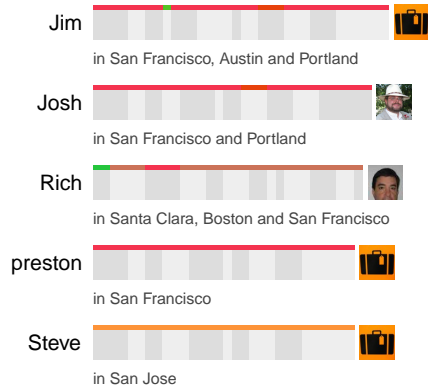 Jim
in San Francisco, Austin and Portland
Josh
in San Francisco and Portland
Rich
in Santa Clara, Boston and San Francisco
preston
in San Francisco
Steve
in San Jose